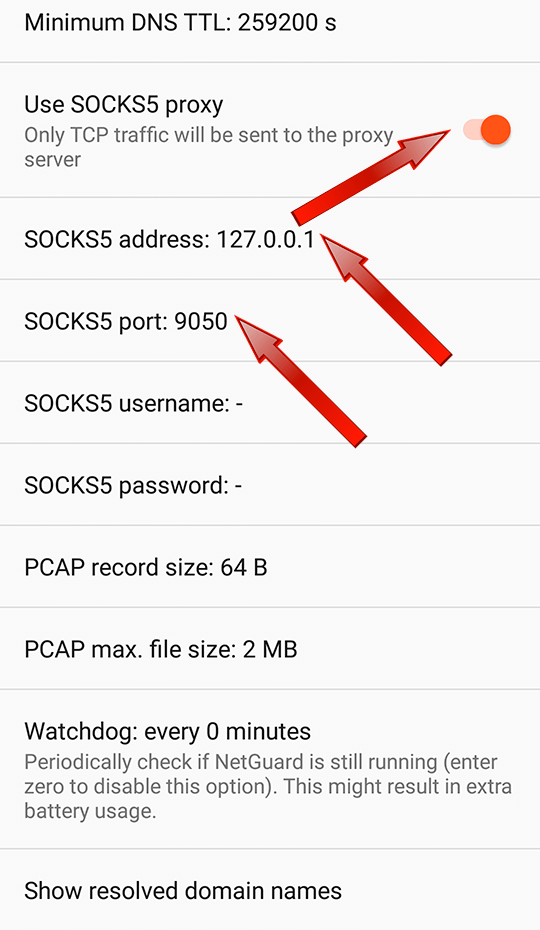 Minimum DNS TTL: 259200 s
Use SOCKS5 proxy
Only TCP traffic will be sent to the proxy
server
SOCKS5 address: 127.0.0.1
SOCKS5 port: 9050
SOCKS5 username: -
SOCKS5 password: -
PCAP record size: 64 B
PCAP max. file size: 2 MB
Watchdog: every 0 minutes
Periodically check if NetGuard is still running (enter
zero to disable this option). This might result in extra
battery usage.
Show resolved domain names